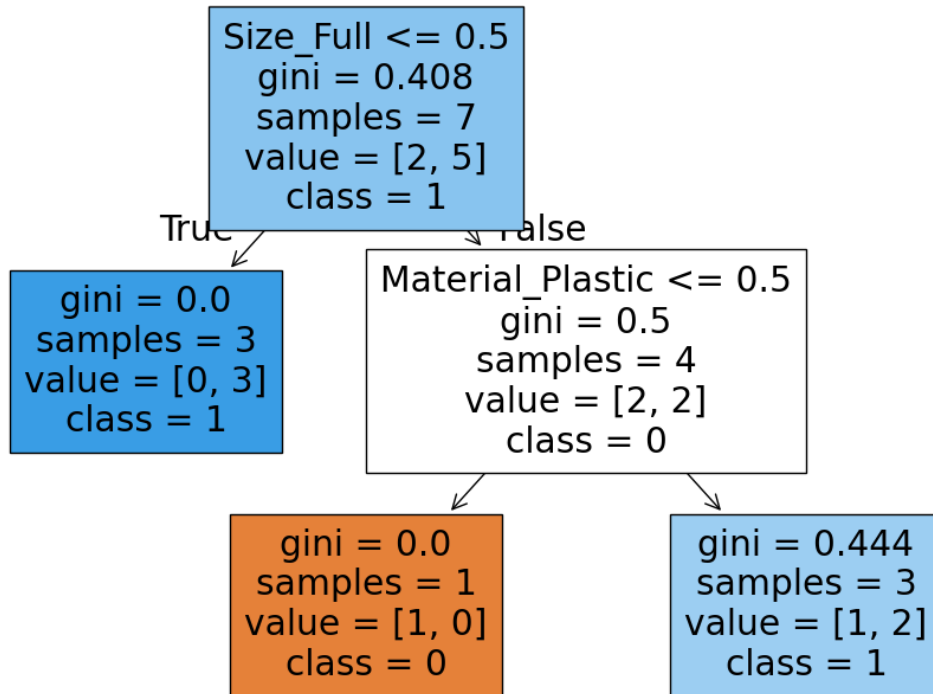 Size_Full <= 0.5
gini = 0.408
samples = 7
value = [2, 5]
class = 1
True
False
gini = 0.0
samples = 3
value = [0, 3]
class = 1
Material_Plastic <= 0.5
gini = 0.5
samples = 4
value = [2, 2]
class = 0
gini = 0.0
samples = 1
value = [1, 0]
class = 0
gini = 0.444
samples = 3
value = [1, 2]
class = 1